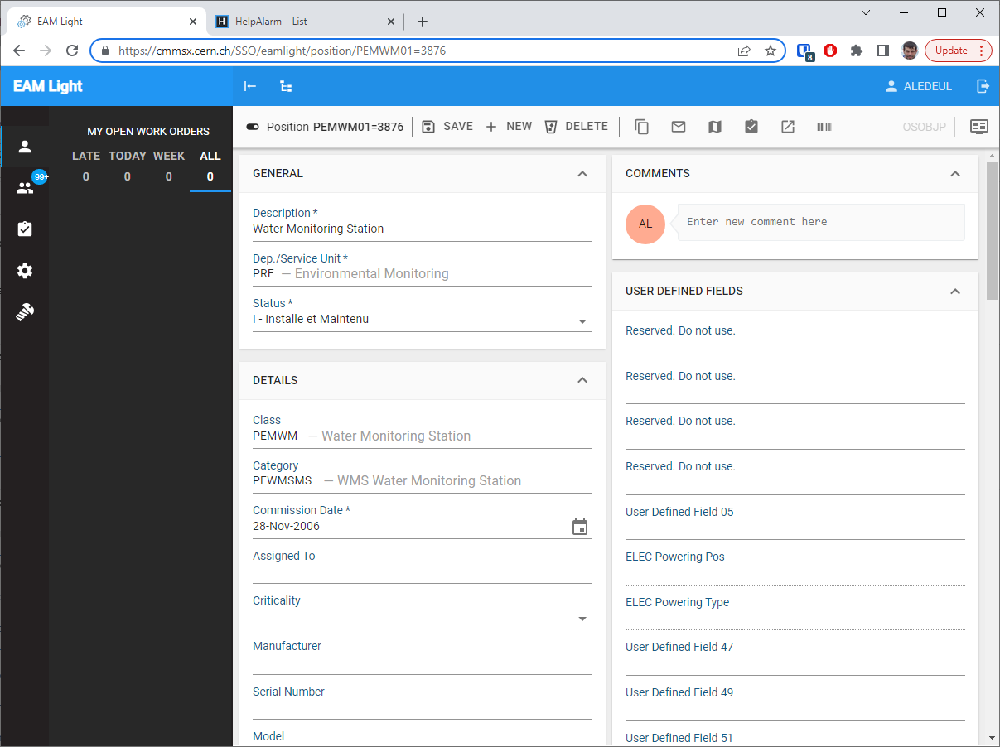 EAM Light
HelpAlarm – List
https://cmmsx.cern.ch/SSO/eamlight/position/PEMWM01=3876
8
Update
EAM Light
ALEDEUL
MY OPEN WORK ORDERS
LATE TODAY WEEK ALL
0 0 0 0
99+
Position PEMWM01=3876
SAVE
NEW
DELETE
OSOBJP
GENERAL
Description *
Water Monitoring Station
Dep./Service Unit *
PRE — Environmental Monitoring
Status *
I - Installe et Maintenu
DETAILS
Class
PEMWM — Water Monitoring Station
Category
PEWMSMS — WMS Water Monitoring Station
Commission Date *
28-Nov-2006
Assigned To
Criticality
Manufacturer
Serial Number
Model
COMMENTS
AL
Enter new comment here
USER DEFINED FIELDS
Reserved. Do not use.
Reserved. Do not use.
Reserved. Do not use.
Reserved. Do not use.
User Defined Field 05
ELEC Powering Pos
ELEC Powering Type
User Defined Field 47
User Defined Field 49
User Defined Field 51